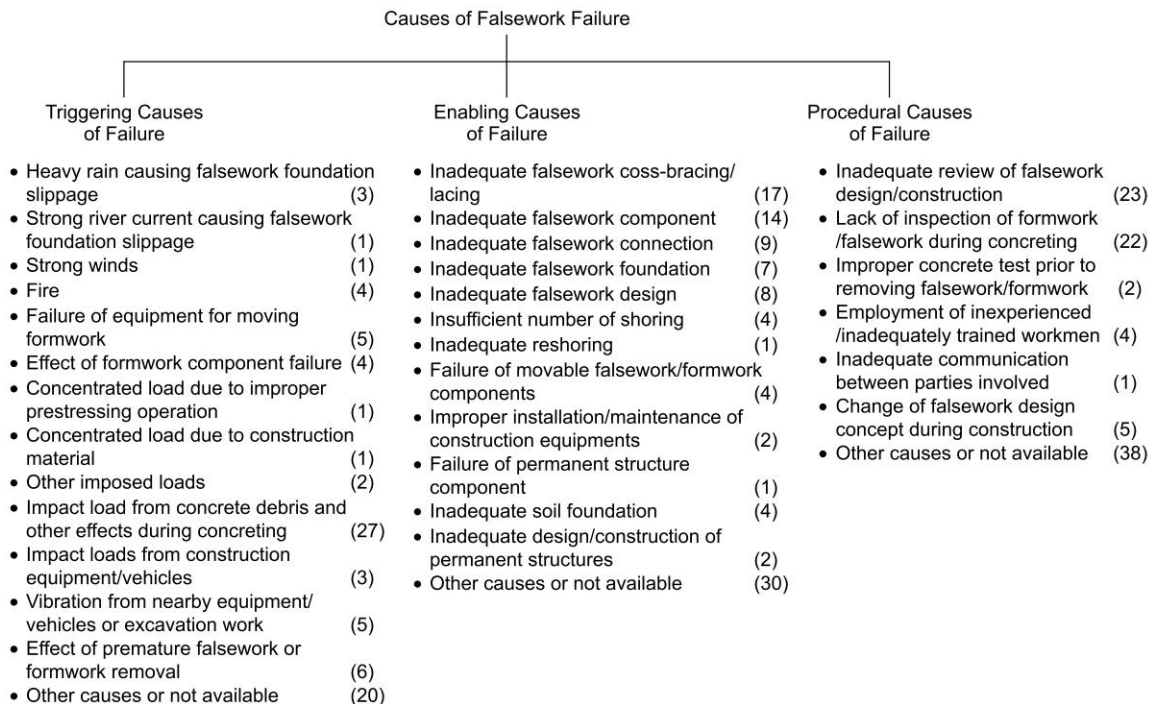 Causes of Falsework Failure
Triggering Causes
of Failure
• Heavy rain causing falsework foundation
slippage (3)
• Strong river current causing falsework
foundation slippage (1)
• Strong winds (1)
• Fire (4)
• Failure of equipment for moving
formwork (5)
• Effect of formwork component failure (4)
• Concentrated load due to improper
prestressing operation (1)
• Concentrated load due to construction
material (1)
• Other imposed loads (2)
• Impact load from concrete debris and
other effects during concreting (27)
• Impact loads from construction
equipment/vehicles (3)
• Vibration from nearby equipment/
vehicles or excavation work (5)
• Effect of premature falsework or
formwork removal (6)
• Other causes or not available (20)
Enabling Causes
of Failure
• Inadequate falsework coss-bracing/
lacing (17)
• Inadequate falsework component (14)
• Inadequate falsework connection (9)
• Inadequate falsework foundation (7)
• Inadequate falsework design (8)
• Insufficient number of shoring (4)
• Inadequate reshoring (1)
• Failure of movable falsework/formwork
components (4)
• Improper installation/maintenance of
construction equipments (2)
• Failure of permanent structure
component (1)
• Inadequate soil foundation (4)
• Inadequate design/construction of
permanent structures (2)
• Other causes or not available (30)
Procedural Causes
of Failure
• Inadequate review of falsework
design/construction (23)
• Lack of inspection of formwork
/falsework during concreting (22)
• Improper concrete test prior to
removing falsework/formwork (2)
• Employment of inexperienced
/inadequately trained workmen (4)
• Inadequate communication
between parties involved (1)
• Change of falsework design
concept during construction (5)
• Other causes or not available (38)